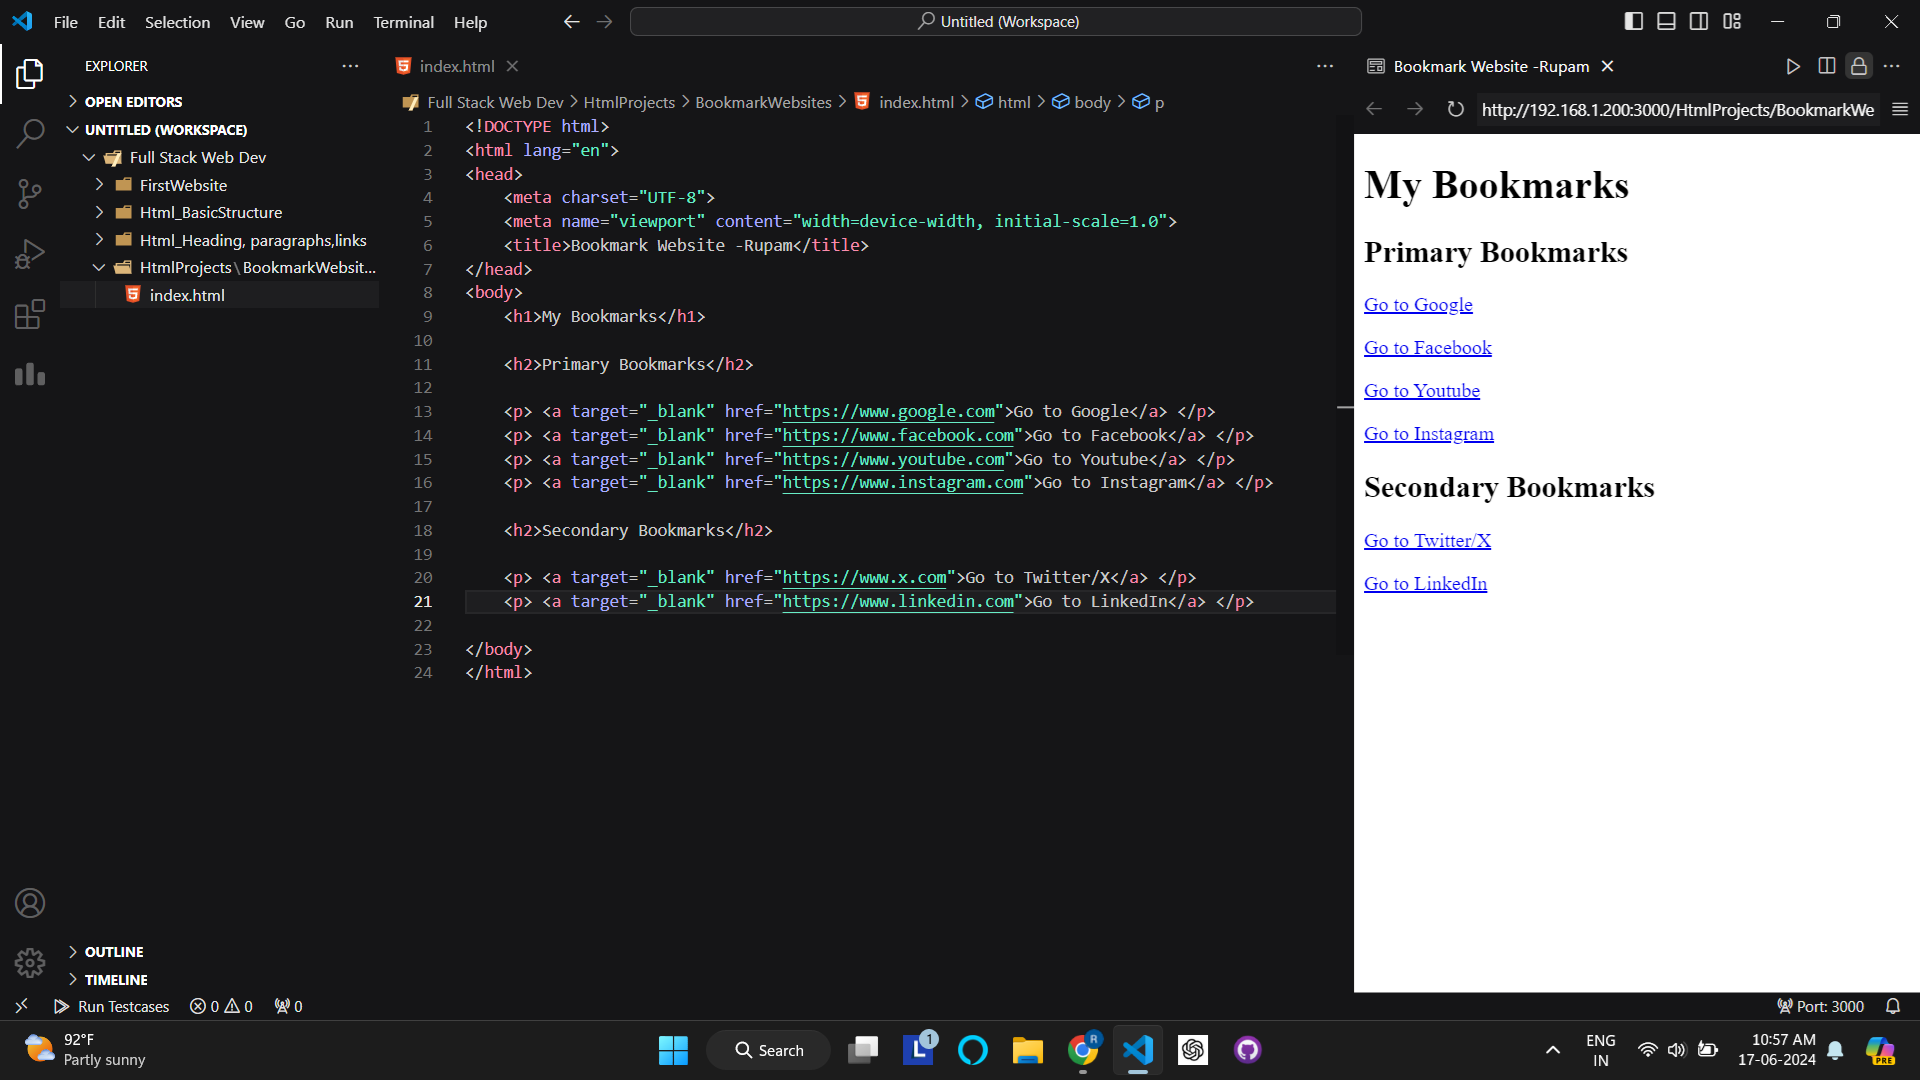 File Edit Selection View Go Run Terminal Help
Untitled (Workspace)
EXPLORER
OPEN EDITORS
UNTITLED (WORKSPACE)
Full Stack Web Dev
FirstWebsite
Html_BasicStructure
Html_Heading, paragraphs,links
HtmlProjects\BookmarkWebsit...
index.html
OUTLINE
TIMELINE
index.html
Full Stack Web Dev > HtmlProjects > BookmarkWebsites > index.html > html > body > p
1 <!DOCTYPE html>
2 <html lang="en">
3 <head>
4 <meta charset="UTF-8">
5 <meta name="viewport" content="width=device-width, initial-scale=1.0">
6 <title>Bookmark Website -Rupam</title>
7 </head>
8 <body>
9 <h1>My Bookmarks</h1>
10
11 <h2>Primary Bookmarks</h2>
12
13 <p> <a target="_blank" href="https://www.google.com">Go to Google</a> </p>
14 <p> <a target="_blank" href="https://www.facebook.com">Go to Facebook</a> </p>
15 <p> <a target="_blank" href="https://www.youtube.com">Go to Youtube</a> </p>
16 <p> <a target="_blank" href="https://www.instagram.com">Go to Instagram</a> </p>
17
18 <h2>Secondary Bookmarks</h2>
19
20 <p> <a target="_blank" href="https://www.x.com">Go to Twitter/X</a> </p>
21 <p> <a target="_blank" href="https://www.linkedin.com">Go to LinkedIn</a> </p>
22
23 </body>
24 </html>
Bookmark Website -Rupam
http://192.168.1.200:3000/HtmlProjects/BookmarkWe
My Bookmarks
Primary Bookmarks
Go to Google
Go to Facebook
Go to Youtube
Go to Instagram
Secondary Bookmarks
Go to Twitter/X
Go to LinkedIn
Run Testcases 0 0 0
Port: 3000
92°F
Partly sunny
Search
L 1
R
ENG
IN
10:57 AM
17-06-2024
PRE